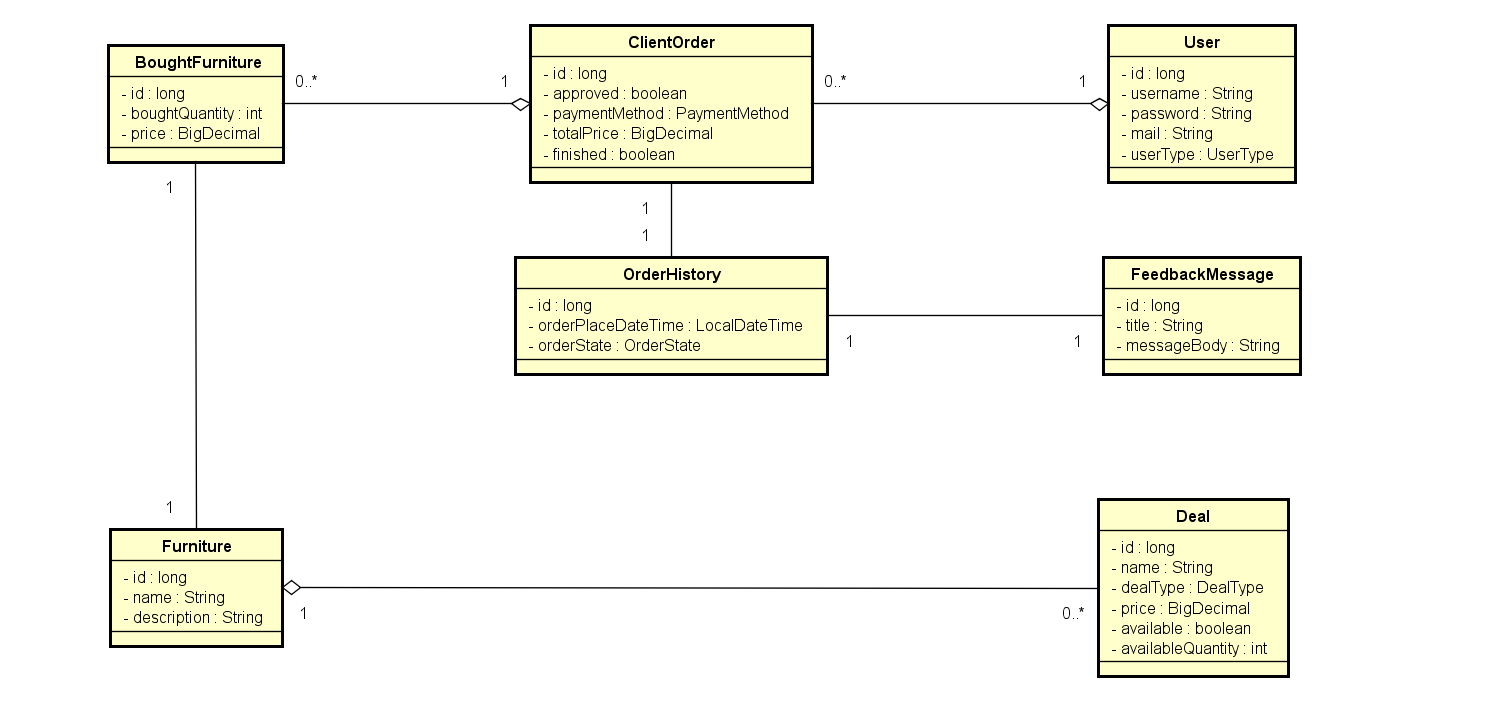 BoughtFurniture
- id : long
- boughtQuantity : int
- price : BigDecimal
0..*
1
ClientOrder
- id : long
- approved : boolean
- paymentMethod : PaymentMethod
- totalPrice : BigDecimal
- finished : boolean
0..*
1
User
- id : long
- username : String
- password : String
- mail : String
- userType : UserType
1
1
1
OrderHistory
- id : long
- orderPlaceDateTime : LocalDateTime
- orderState : OrderState
1
1
FeedbackMessage
- id : long
- title : String
- messageBody : String
1
Furniture
- id : long
- name : String
- description : String
1
0..*
Deal
- id : long
- name : String
- dealType : DealType
- price : BigDecimal
- available : boolean
- availableQuantity : int